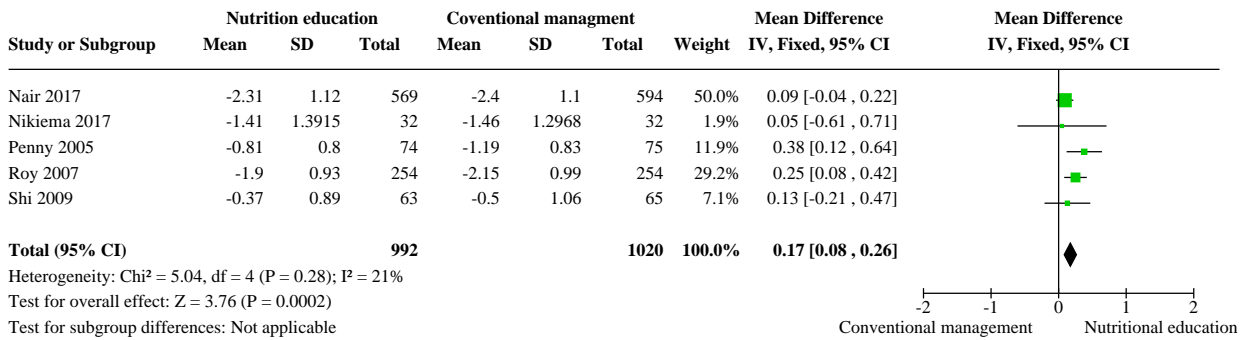 Nutrition education Coventional managment Mean Difference Mean Difference
Study or Subgroup Mean SD Total Mean SD Total Weight IV, Fixed, 95% CI IV, Fixed, 95% CI
Nair 2017 -2.31 1.12 569 -2.4 1.1 594 50.0% 0.09 [-0.04 , 0.22]
Nikiema 2017 -1.41 1.3915 32 -1.46 1.2968 32 1.9% 0.05 [-0.61 , 0.71]
Penny 2005 -0.81 0.8 74 -1.19 0.83 75 11.9% 0.38 [0.12 , 0.64]
Roy 2007 -1.9 0.93 254 -2.15 0.99 254 29.2% 0.25 [0.08 , 0.42]
Shi 2009 -0.37 0.89 63 -0.5 1.06 65 7.1% 0.13 [-0.21 , 0.47]
Total (95% CI) 992 1020 100.0% 0.17 [0.08 , 0.26]
Heterogeneity: Chi² = 5.04, df = 4 (P = 0.28); I² = 21%
Test for overall effect: Z = 3.76 (P = 0.0002)
-2 -1 0 1 2
Test for subgroup differences: Not applicable Conventional management Nutritional education